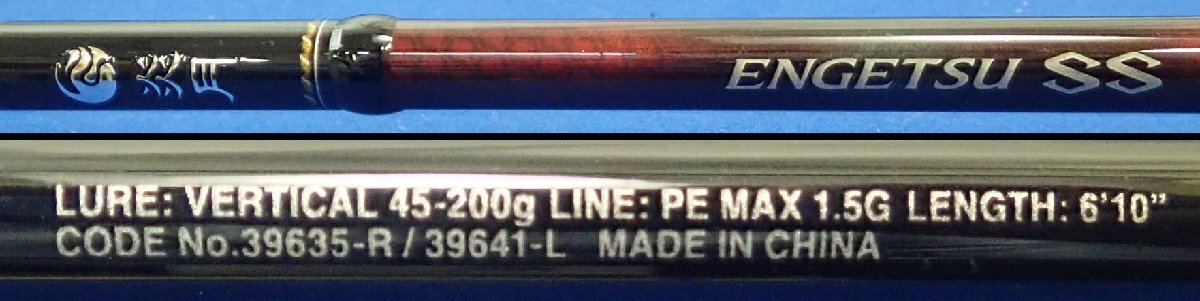 炎月 ENGETSU SS
LURE: VERTICAL 45-200g LINE: PE MAX 1.5G LENGTH: 6'10"
CODE No.39635-R / 39641-L MADE IN CHINA